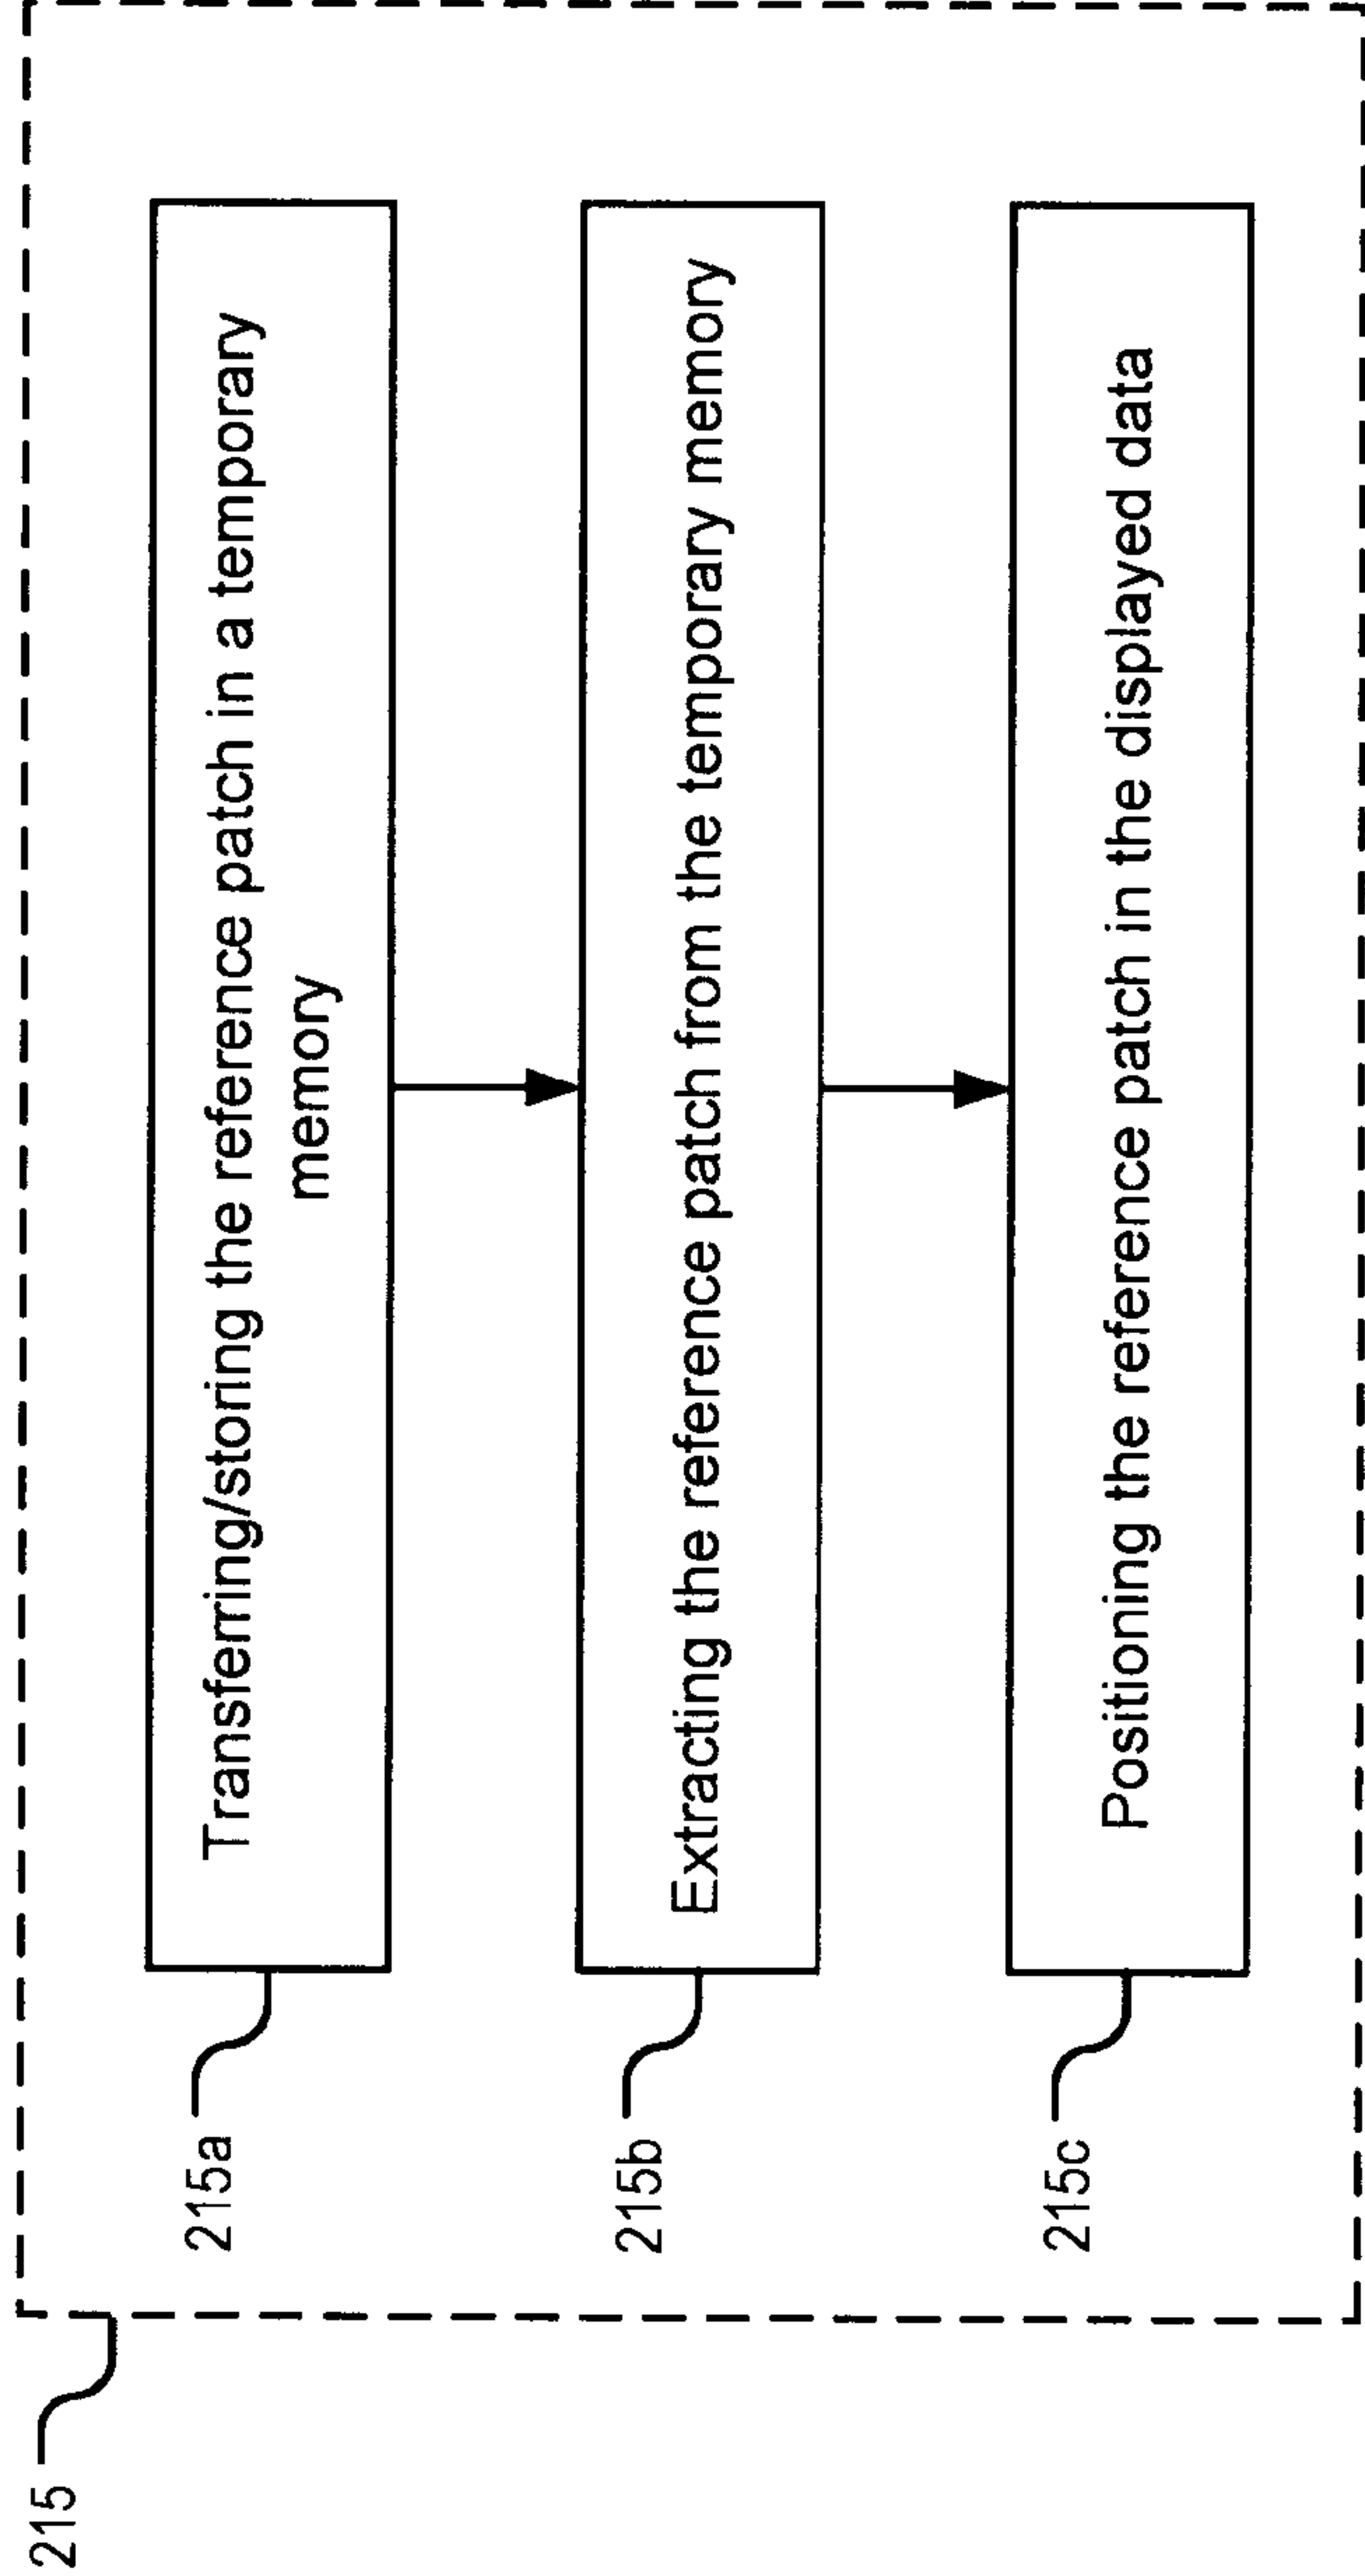 215
215a
Transferring/storing the reference patch in a temporary
memory
215b
Extracting the reference patch from the temporary memory
215c
Positioning the reference patch in the displayed data